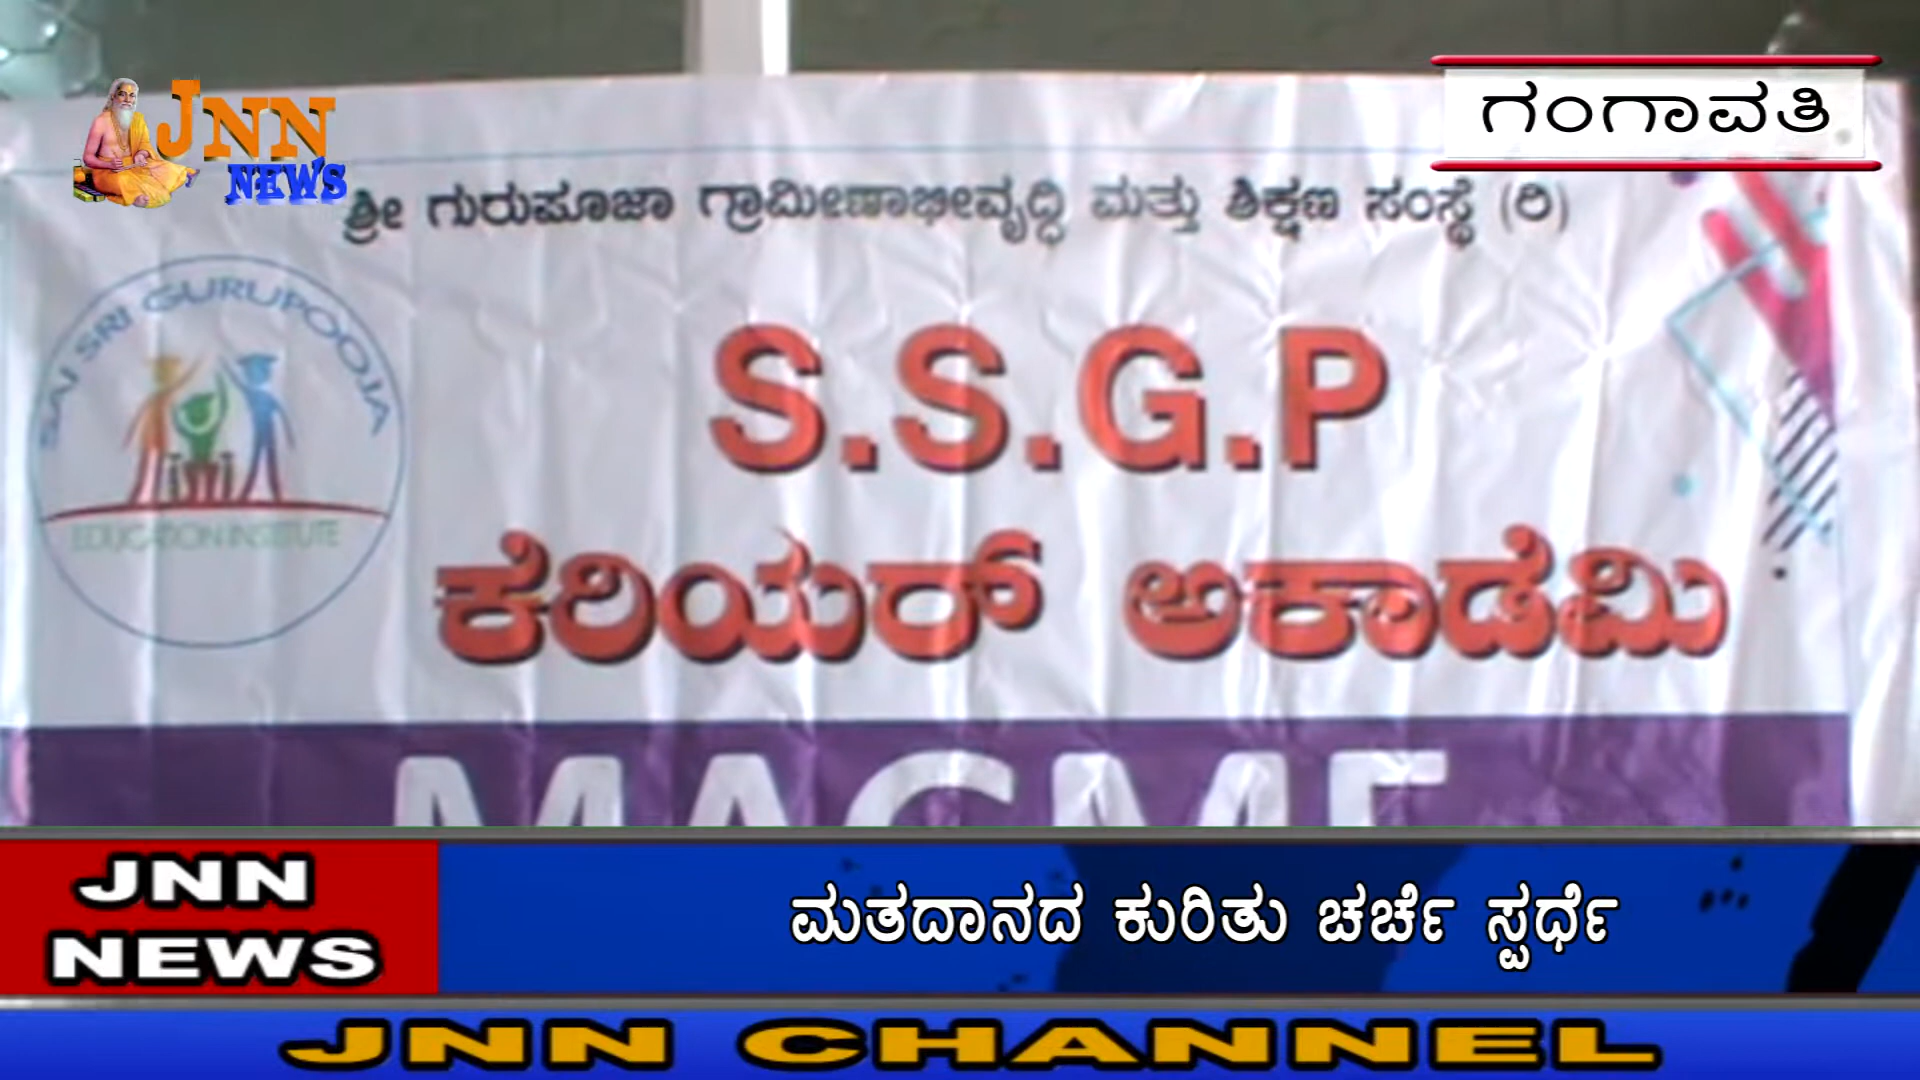 JNN
NEWS
ಗಂಗಾವತಿ
ಶ್ರೀ ಗುರುಪೂಜಾ ಗ್ರಾಮೀಣಾಭೀವೃದ್ಧಿ ಮತ್ತು ಶಿಕ್ಷಣ ಸಂಸ್ಥೆ (ರಿ)
SAI SRI GURUPOOJA
EDUCATION INSTITUTE
S.S.G.P
ಕೆರಿಯರ್ ಅಕಾಡೆಮಿ
JNN
NEWS
ಮತದಾನದ ಕುರಿತು ಚರ್ಚೆ ಸ್ಪರ್ಧೆ
JNN CHANNEL